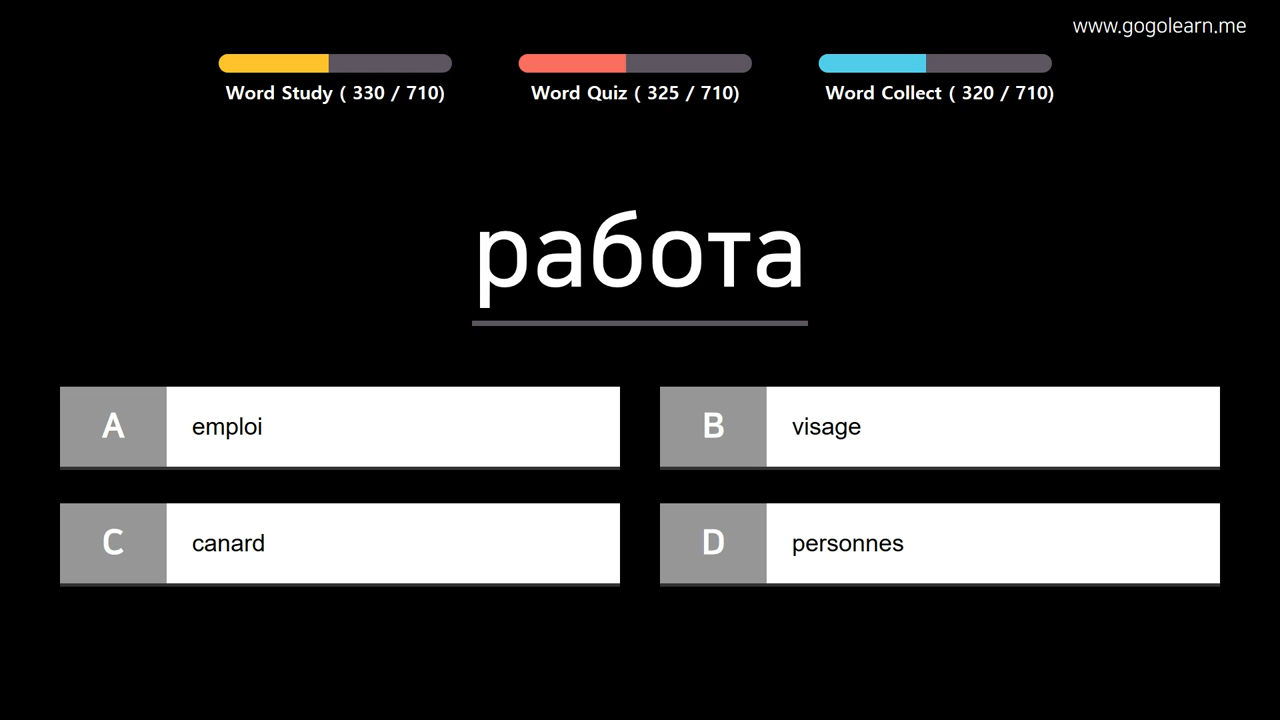 www.gogolearn.me
Word Study ( 330 / 710)
Word Quiz ( 325 / 710)
Word Collect ( 320 / 710)
работа
A emploi
B visage
C canard
D personnes